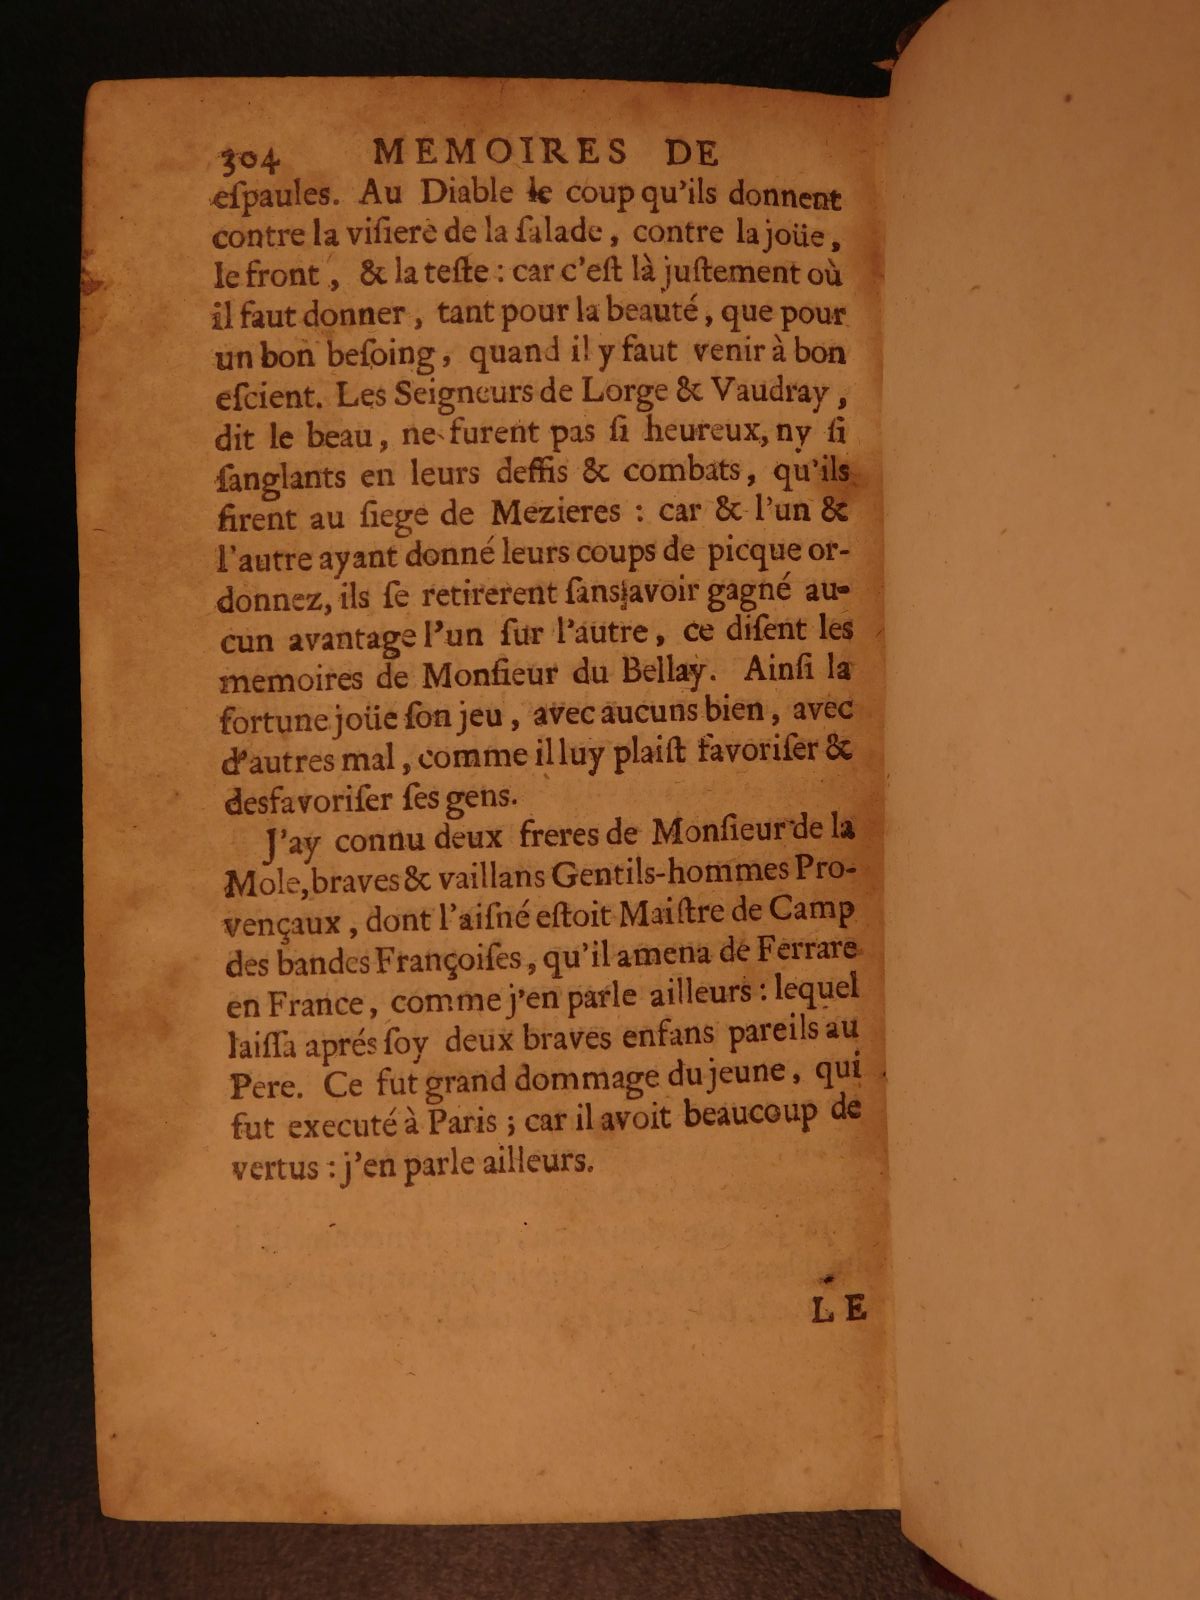 304 MEMOIRES DE
eſpaules. Au Diable le coup qu'ils donnent
contre la viſiere de la ſalade, contre la joüe,
le front, & la teſte : car c'eſt là juſtement où
il faut donner, tant pour la beauté, que pour
un bon beſoing, quand il y faut venir à bon
eſcient. Les Seigneurs de Lorge & Vaudray,
dit le beau, ne furent pas ſi heureux, ny ſi
ſanglants en leurs deffis & combats, qu'ils
firent au ſiege de Mezieres : car & l'un &
l'autre ayant donné leurs coups de picque or-
donnez, ils ſe retirerent ſans avoir gagné au-
cun avantage l'un ſur l'autre, ce diſent les
memoires de Monſieur du Bellay. Ainſi la
fortune joüe ſon jeu, avec aucuns bien, avec
d'autres mal, comme il luy plaiſt favoriſer &
desfavoriſer ſes gens.
J'ay connu deux freres de Monſieur de la
Mole, braves & vaillans Gentils-hommes Pro-
vençaux, dont l'aiſné eſtoit Maiſtre de Camp
des bandes Françoiſes, qu'il amena de Ferrare
en France, comme j'en parle ailleurs : lequel
laiſſa aprés ſoy deux braves enfans pareils au
Pere. Ce fut grand dommage du jeune, qui
fut executé à Paris ; car il avoit beaucoup de
vertus : j'en parle ailleurs.
LE